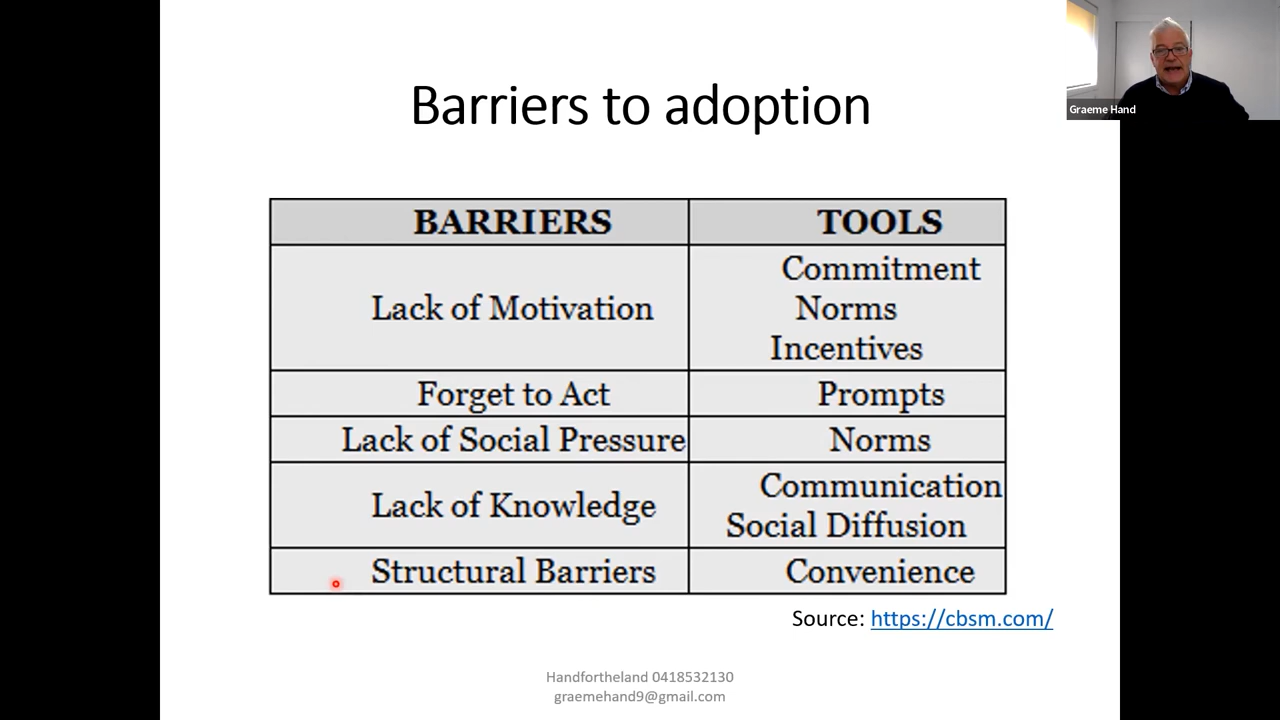 Barriers to adoption
Graeme Hand
BARRIERS
TOOLS
Lack of Motivation
Commitment
Norms
Incentives
Forget to Act
Prompts
Lack of Social Pressure
Norms
Lack of Knowledge
Communication
Social Diffusion
Structural Barriers
Convenience
Source: https://cbsm.com/
Handfortheland 0418532130
graemehand9@gmail.com